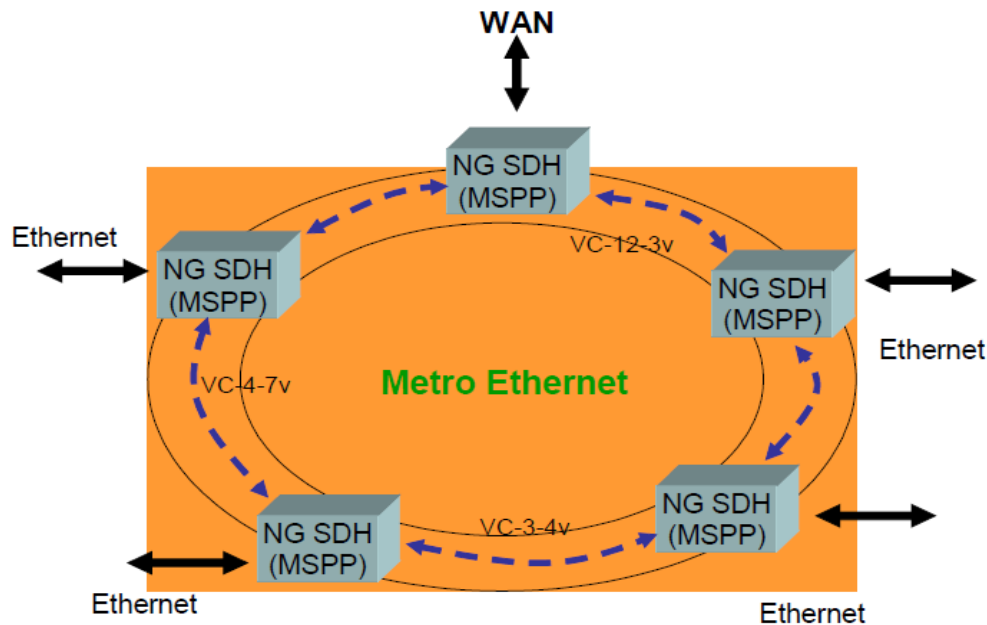 WAN
NG SDH
(MSPP)
VC-12-3v
Ethernet
NG SDH
(MSPP)
NG SDH
(MSPP)
Ethernet
VC-4-7v
Metro Ethernet
NG SDH
(MSPP)
VC-3-4v
NG SDH
(MSPP)
Ethernet
Ethernet